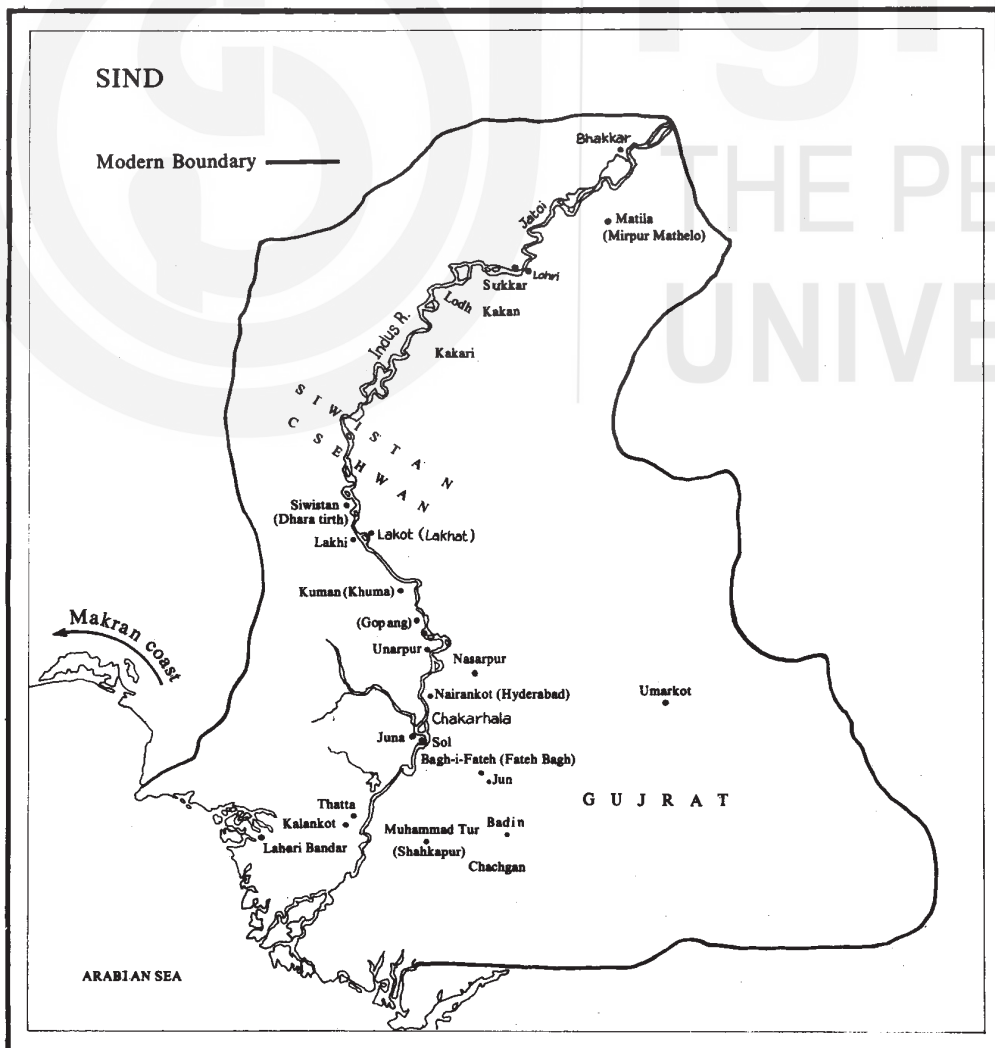 SIND
Modern Boundary
THE PE
UNIVE
Bhakkar
Jatoi
Matila
(Mirpur Mathelo)
Lohri
Sukkar
Lodh
Kakan
Indus R.
Kakari
SIWISTAN
CSEHWAN
Siwistan
(Dhara tirth)
Lakot (Lakhat)
Lakhi
Kuman (Khuma)
(Gopang)
Makran coast
Unarpur
Nasarpur
Nairankot (Hyderabad)
Umarkot
Chakarhala
Juna
Sol
Bagh-i-Fateh (Fateh Bagh)
Jun
GUJRAT
Thatta
Kalankot
Lahari Bandar
Muhammad Tur
(Shahkapur)
Badin
Chachgan
ARABIAN SEA